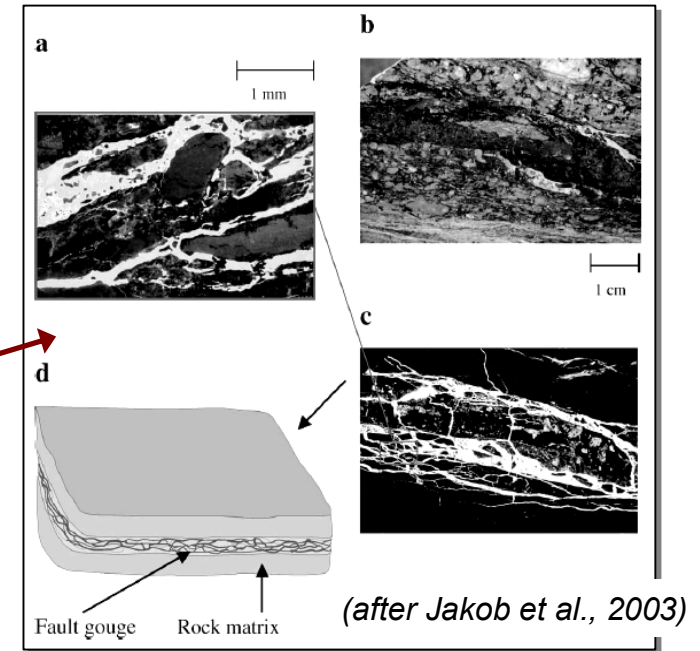 a
1 mm
b
1 cm
c
d
Fault gouge
Rock matrix
(after Jakob et al., 2003)